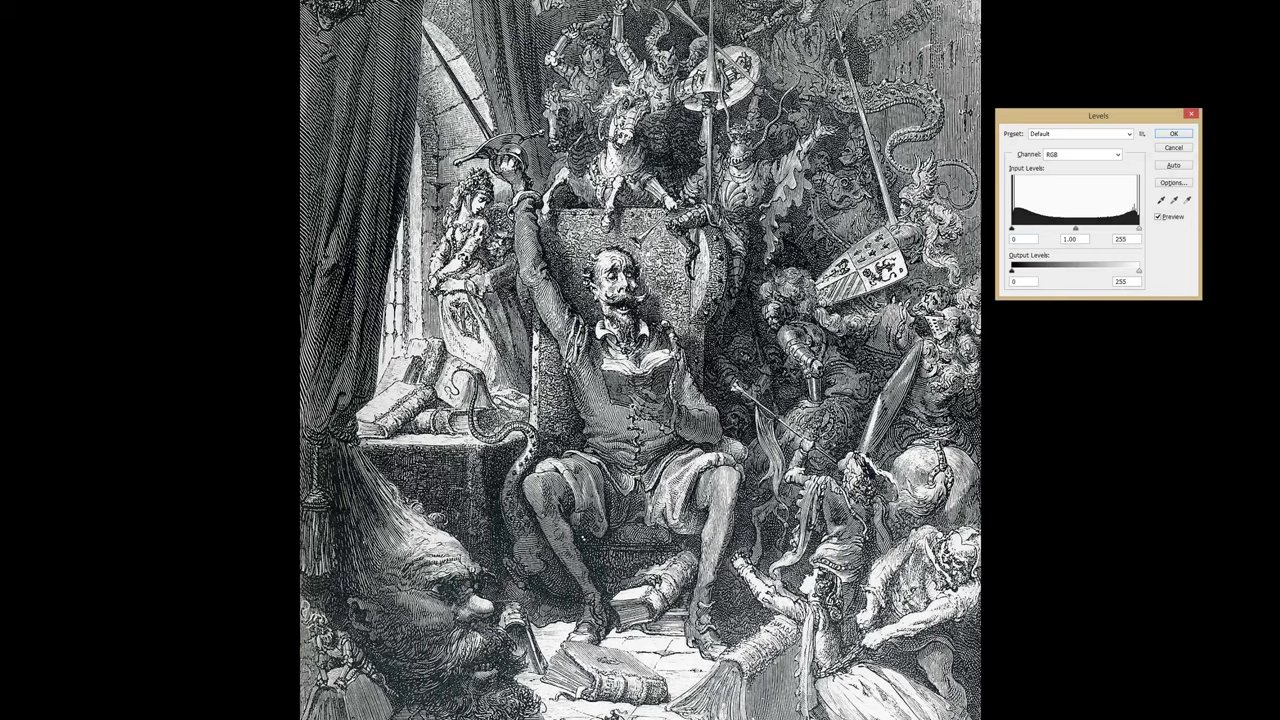 Levels
Preset: Default
OK
Cancel
Channel: RGB
Auto
Input Levels:
Options...
Preview
0 1.00 255
Output Levels:
0 255